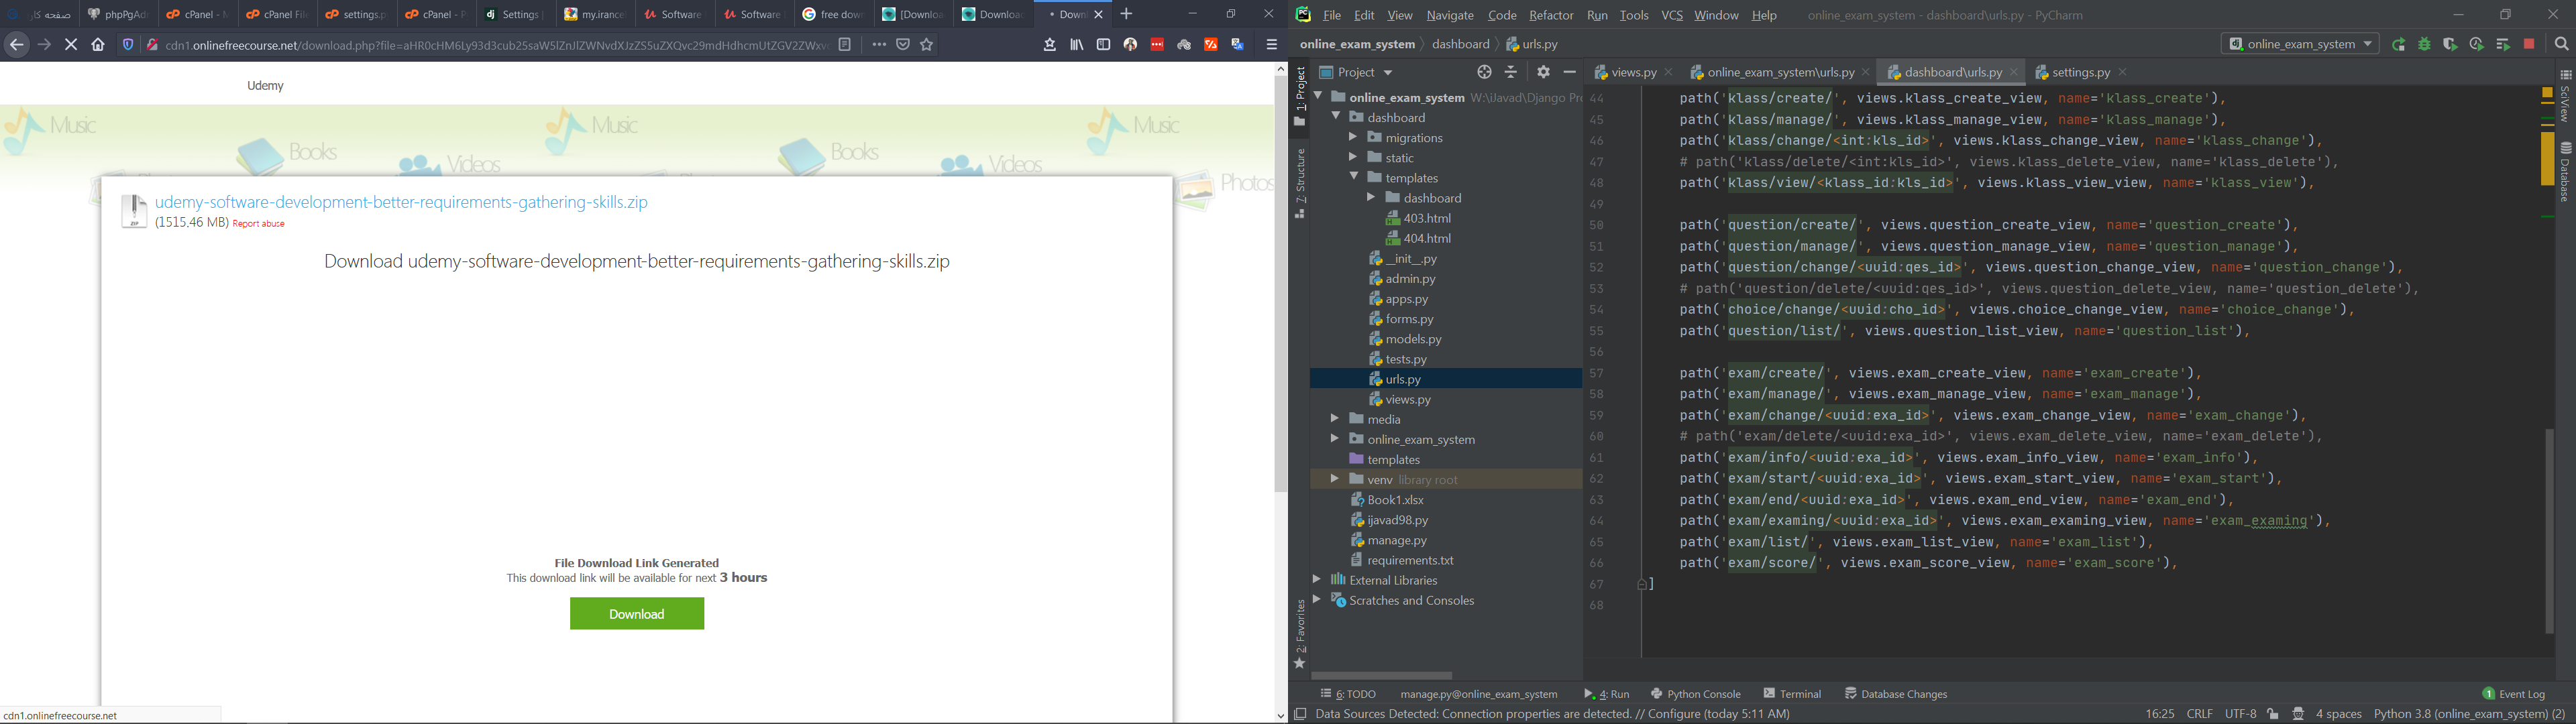 صفحه کار
phpPgAdm
cPanel - M
cPanel File
settings.p
cPanel - P
Settings |
my.irance
Software
Software
free down
[Downloa
Downloa
Downl
cdn1.onlinefreecourse.net/download.php?file=
Udemy
Music
Music
Music
Books
Books
Videos
Videos
Photos
udemy-software-development-better-requirements-gathering-skills.zip
(1515.46 MB) Report abuse
ZIP
Download udemy-software-development-better-requirements-gathering-skills.zip
File Download Link Generated
This download link will be available for next 3 hours
Download
cdn1.onlinefreecourse.net
File Edit View Navigate Code Refactor Run Tools VCS Window Help
online_exam_system - dashboard\urls.py - PyCharm
online_exam_system dashboard urls.py
online_exam_system
1: Project
7: Structure
2: Favorites
Project
online_exam_system W:\iJavad\Django Pro
dashboard
migrations
static
templates
dashboard
403.html
404.html
__init__.py
admin.py
apps.py
forms.py
models.py
tests.py
urls.py
views.py
media
online_exam_system
templates
venv library root
Book1.xlsx
ijavad98.py
manage.py
requirements.txt
External Libraries
Scratches and Consoles
views.py
online_exam_system\urls.py
dashboard\urls.py
settings.py
44 path('klass/create/', views.klass_create_view, name='klass_create'),
45 path('klass/manage/', views.klass_manage_view, name='klass_manage'),
46 path('klass/change/<int:kls_id>', views.klass_change_view, name='klass_change'),
47 # path('klass/delete/<int:kls_id>', views.klass_delete_view, name='klass_delete'),
48 path('klass/view/<klass_id:kls_id>', views.klass_view_view, name='klass_view'),
49
50 path('question/create/', views.question_create_view, name='question_create'),
51 path('question/manage/', views.question_manage_view, name='question_manage'),
52 path('question/change/<uuid:qes_id>', views.question_change_view, name='question_change'),
53 # path('question/delete/<uuid:qes_id>', views.question_delete_view, name='question_delete'),
54 path('choice/change/<uuid:cho_id>', views.choice_change_view, name='choice_change'),
55 path('question/list/', views.question_list_view, name='question_list'),
56
57 path('exam/create/', views.exam_create_view, name='exam_create'),
58 path('exam/manage/', views.exam_manage_view, name='exam_manage'),
59 path('exam/change/<uuid:exa_id>', views.exam_change_view, name='exam_change'),
60 # path('exam/delete/<uuid:exa_id>', views.exam_delete_view, name='exam_delete'),
61 path('exam/info/<uuid:exa_id>', views.exam_info_view, name='exam_info'),
62 path('exam/start/<uuid:exa_id>', views.exam_start_view, name='exam_start'),
63 path('exam/end/<uuid:exa_id>', views.exam_end_view, name='exam_end'),
64 path('exam/examing/<uuid:exa_id>', views.exam_examing_view, name='exam_examing'),
65 path('exam/list/', views.exam_list_view, name='exam_list'),
66 path('exam/score/', views.exam_score_view, name='exam_score'),
67 ]
68
SciView
Database
6: TODO
manage.py@online_exam_system
4: Run
Python Console
Terminal
Database Changes
1 Event Log
Data Sources Detected: Connection properties are detected. // Configure (today 5:11 AM)
16:25 CRLF UTF-8 4 spaces Python 3.8 (online_exam_system) (2)